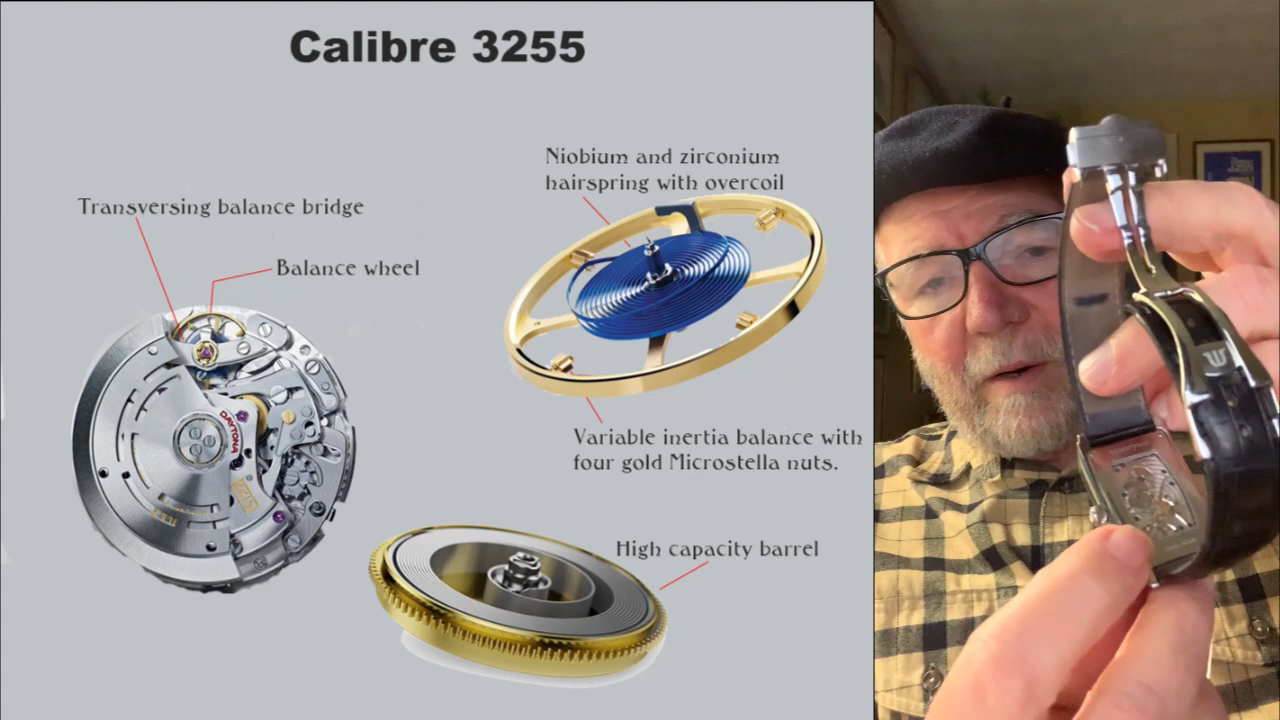 Calibre 3255
Niobium and zirconium
hairspring with overcoil
Transversing balance bridge
Balance wheel
DAYTONA
Variable inertia balance with
four gold Microstella nuts.
High capacity barrel